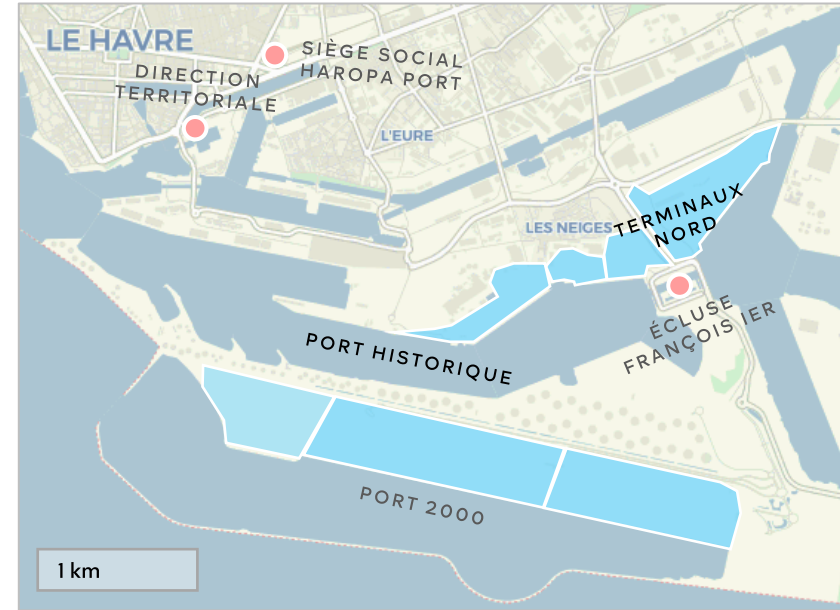 LE HAVRE
SIÈGE SOCIAL
HAROPA PORT
DIRECTION
TERRITORIALE
L'EURE
TERMINAUX
NORD
LES NEIGES
ÉCLUSE
FRANÇOIS IER
PORT HISTORIQUE
PORT 2000
1 km